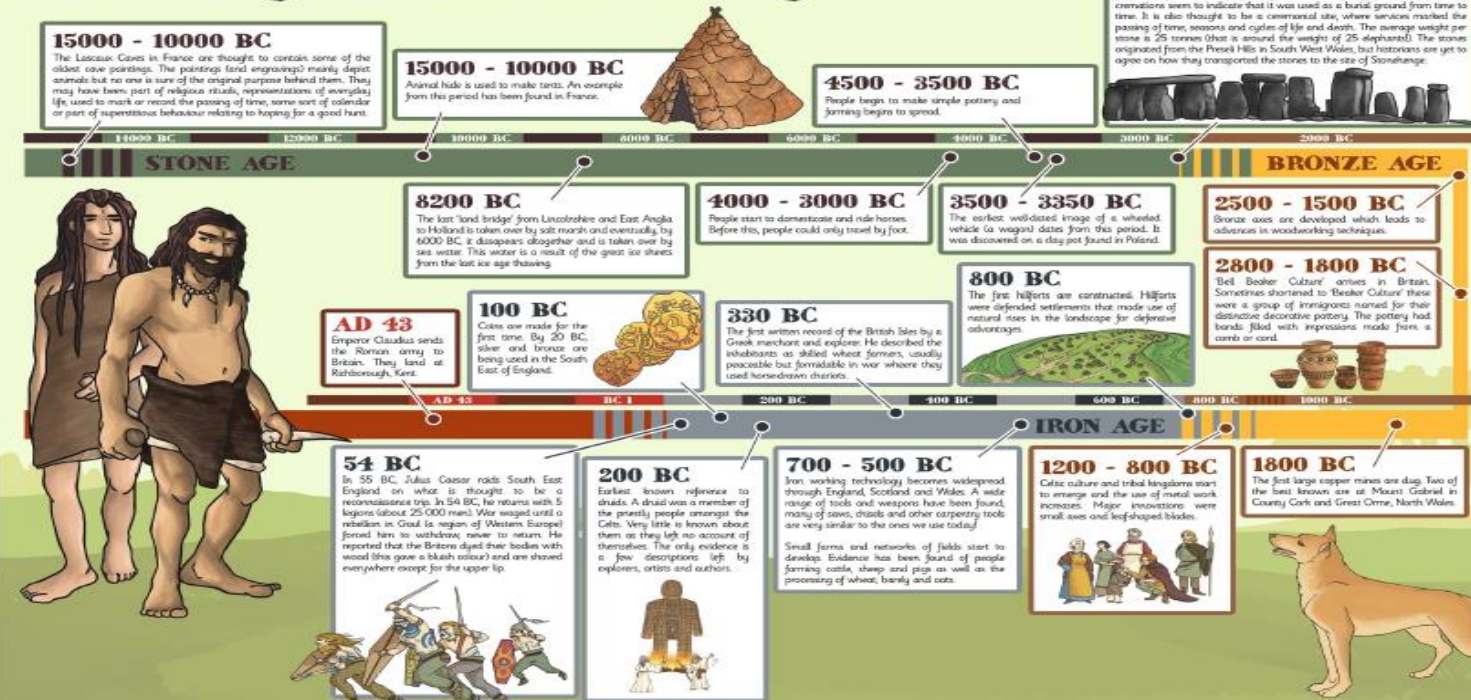 cremations seem to indicate that it was used as a burial ground from time to
time. It is also thought to be a ceremonial site, where services marked the
passing of time, seasons and cycles of life and death. The average weight per
stone is 25 tonnes (that is around the weight of 25 elephants!). The stones
originated from the Preseli Hills in South West Wales, but historians are yet to
agree on how they transported the stones to the site of Stonehenge.
15000 - 10000 BC
The Lascaux Caves in France are thought to contain some of the
oldest cave paintings. The paintings (and engravings) mainly depict
animals but no one is sure of the original purpose behind them. They
may have been: part of religious rituals, representations of everyday
life, used to mark or record the passing of time, some sort of calendar
or part of superstitious behaviour relating to hoping for a good hunt.
15000 - 10000 BC
Animal hide is used to make tents. An example
from this period has been found in France.
4500 - 3500 BC
People begin to make simple pottery and
farming begins to spread.
14000 BC 12000 BC 10000 BC 8000 BC 6000 BC 4000 BC 3000 BC 2000 BC
STONE AGE
BRONZE AGE
8200 BC
The last 'land bridge' from Lincolnshire and East Anglia
to Holland is taken over by salt marsh and eventually, by
6000 BC, it dissapears altogether and is taken over by
sea water. This water is a result of the great ice sheets
from the last ice age thawing.
4000 - 3000 BC
People start to domesticate and ride horses.
Before this, people could only travel by foot.
3500 - 3350 BC
The earliest well-dated image of a wheeled
vehicle (a wagon) dates from this period. It
was discovered on a clay pot found in Poland.
2500 - 1500 BC
Bronze axes are developed which leads to
advances in woodworking techniques.
2800 - 1800 BC
'Bell Beaker Culture' arrives in Britain.
Sometimes shortened to 'Beaker Culture' these
were a group of immigrants named for their
distinctive decorative pottery. The pottery had
bands filled with impressions made from a
comb or cord.
AD 43
Emperor Claudius sends
the Roman army to
Britain. They land at
Richborough, Kent.
100 BC
Coins are made for the
first time. By 20 BC,
silver and bronze are
being used in the South
East of England.
330 BC
The first written record of the British Isles by a
Greek merchant and explorer. He described the
inhabitants as skilled wheat farmers, usually
peaceable but formidable in war wheere they
used horsedrawn chariots.
800 BC
The first hillforts are constructed. Hillforts
were defended settlements that made use of
natural rises in the landscape for defensive
advantages.
AD 43 BC 1 200 BC 400 BC 600 BC 800 BC 1000 BC
IRON AGE
54 BC
In 55 BC, Julius Caesar raids South East
England on what is thought to be a
reconnaissance trip. In 54 BC, he returns with 5
legions (about 25 000 men). War waged until a
rebellion in Gaul (a region of Western Europe)
forced him to withdraw, never to return. He
reported that the Britons dyed their bodies with
woad (this gave a bluish colour) and are shaved
everywhere except for the upper lip.
200 BC
Earliest known reference to
druids. A druid was a member of
the priestly people amongst the
Celts. Very little is known about
them as they left no account of
themselves. The only evidence is
a few descriptions left by
explorers, artists and authors.
700 - 500 BC
Iron working technology becomes widespread
through England, Scotland and Wales. A wide
range of tools and weapons have been found,
many of saws, chisels and other carpentry tools
are very similar to the ones we use today!
Small farms and networks of fields start to
develop. Evidence has been found of people
farming cattle, sheep and pigs as well as the
processing of wheat, barely and oats.
1200 - 800 BC
Celtic culture and tribal kingdoms start
to emerge and the use of metal work
increases. Major innovations were
small axes and leaf-shaped blades.
1800 BC
The first large copper mines are dug. Two of
the best known are at Mount Gabriel in
County Cork and Great Orme, North Wales.